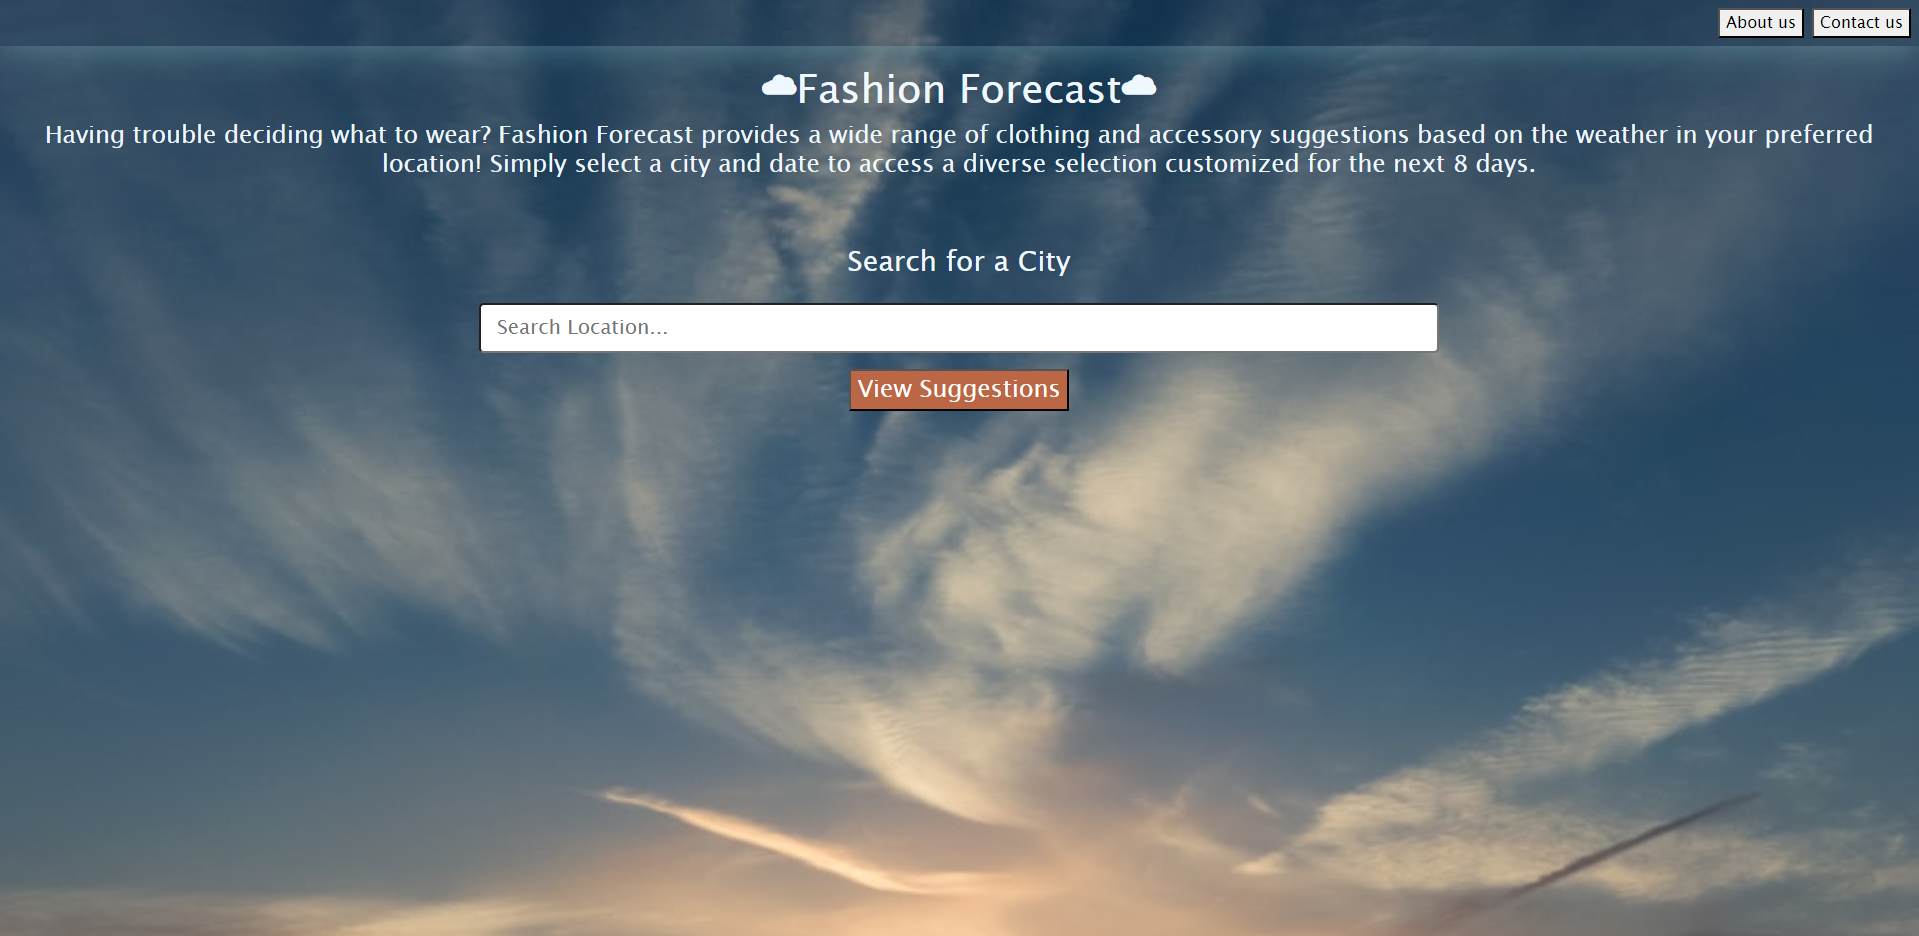 About us
Contact us
Fashion Forecast
Having trouble deciding what to wear? Fashion Forecast provides a wide range of clothing and accessory suggestions based on the weather in your preferred
location! Simply select a city and date to access a diverse selection customized for the next 8 days.
Search for a City
Search Location...
View Suggestions